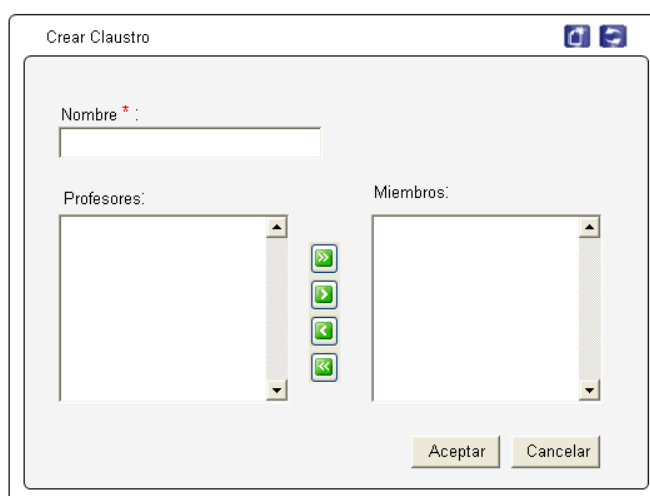 Crear Claustro
Nombre * :
Profesores:
Miembros:
Aceptar
Cancelar